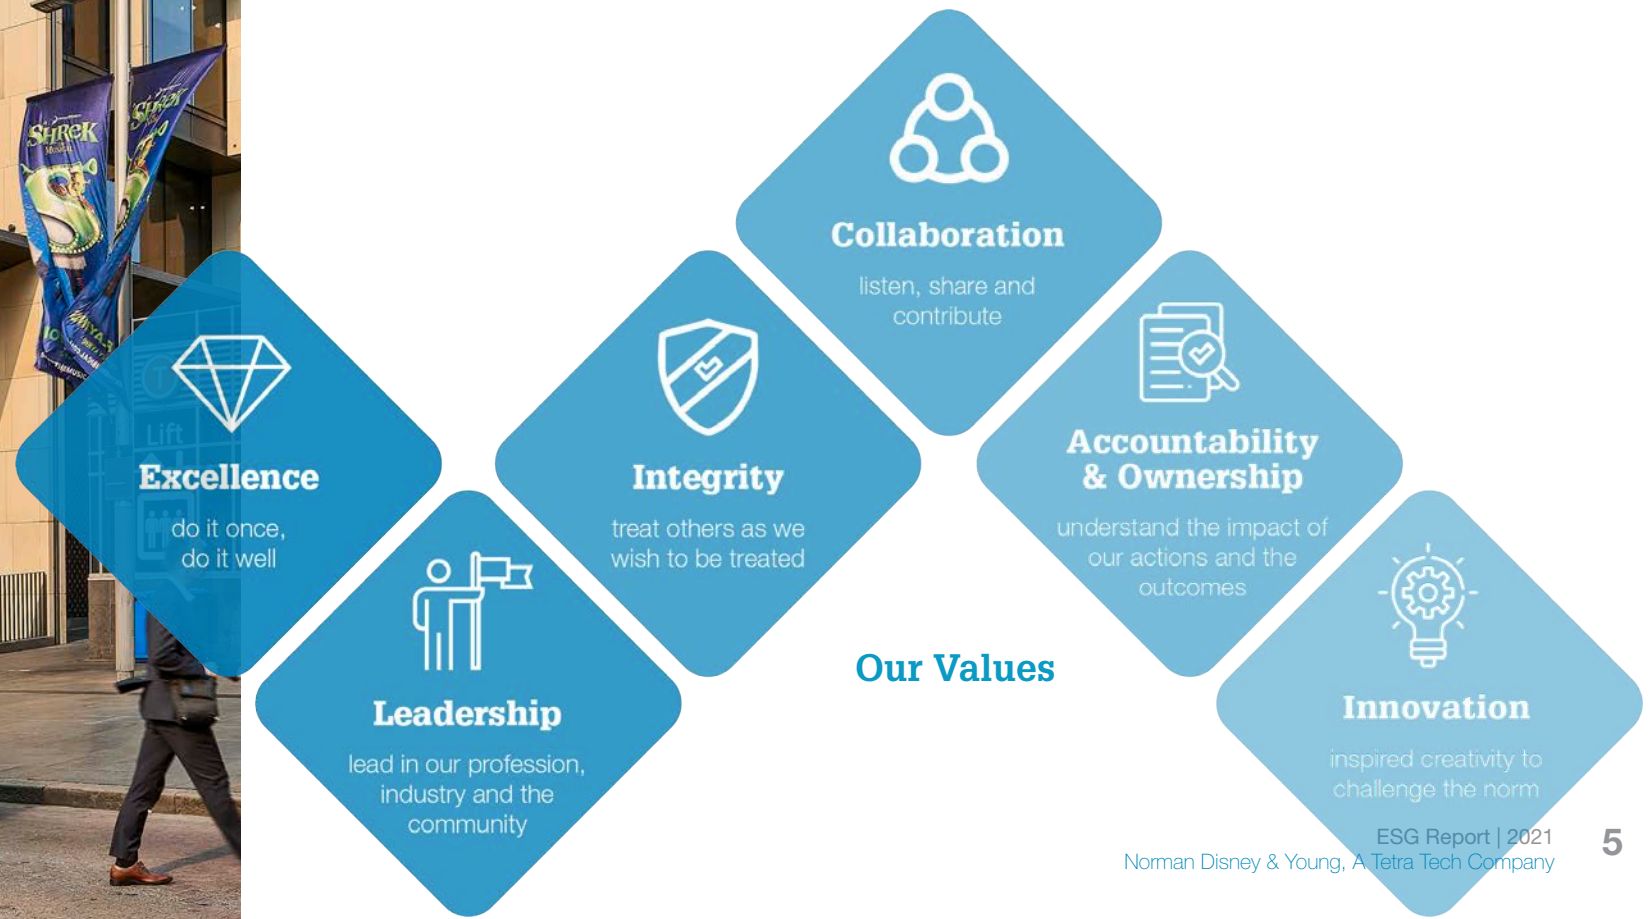 SHREK
MUSICAL
SHREK
Lift
Excellence
do it once,
do it well
Leadership
lead in our profession,
industry and the
community
Integrity
treat others as we
wish to be treated
Collaboration
listen, share and
contribute
Accountability
& Ownership
understand the impact of
our actions and the
outcomes
Innovation
inspired creativity to
challenge the norm
Our Values
ESG Report | 2021
Norman Disney & Young, A Tetra Tech Company
5